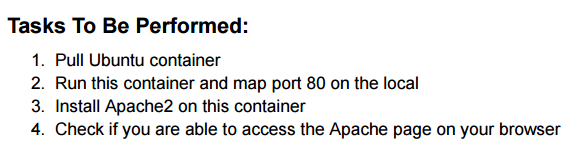 Tasks To Be Performed:
1. Pull Ubuntu container
2. Run this container and map port 80 on the local
3. Install Apache2 on this container
4. Check if you are able to access the Apache page on your browser